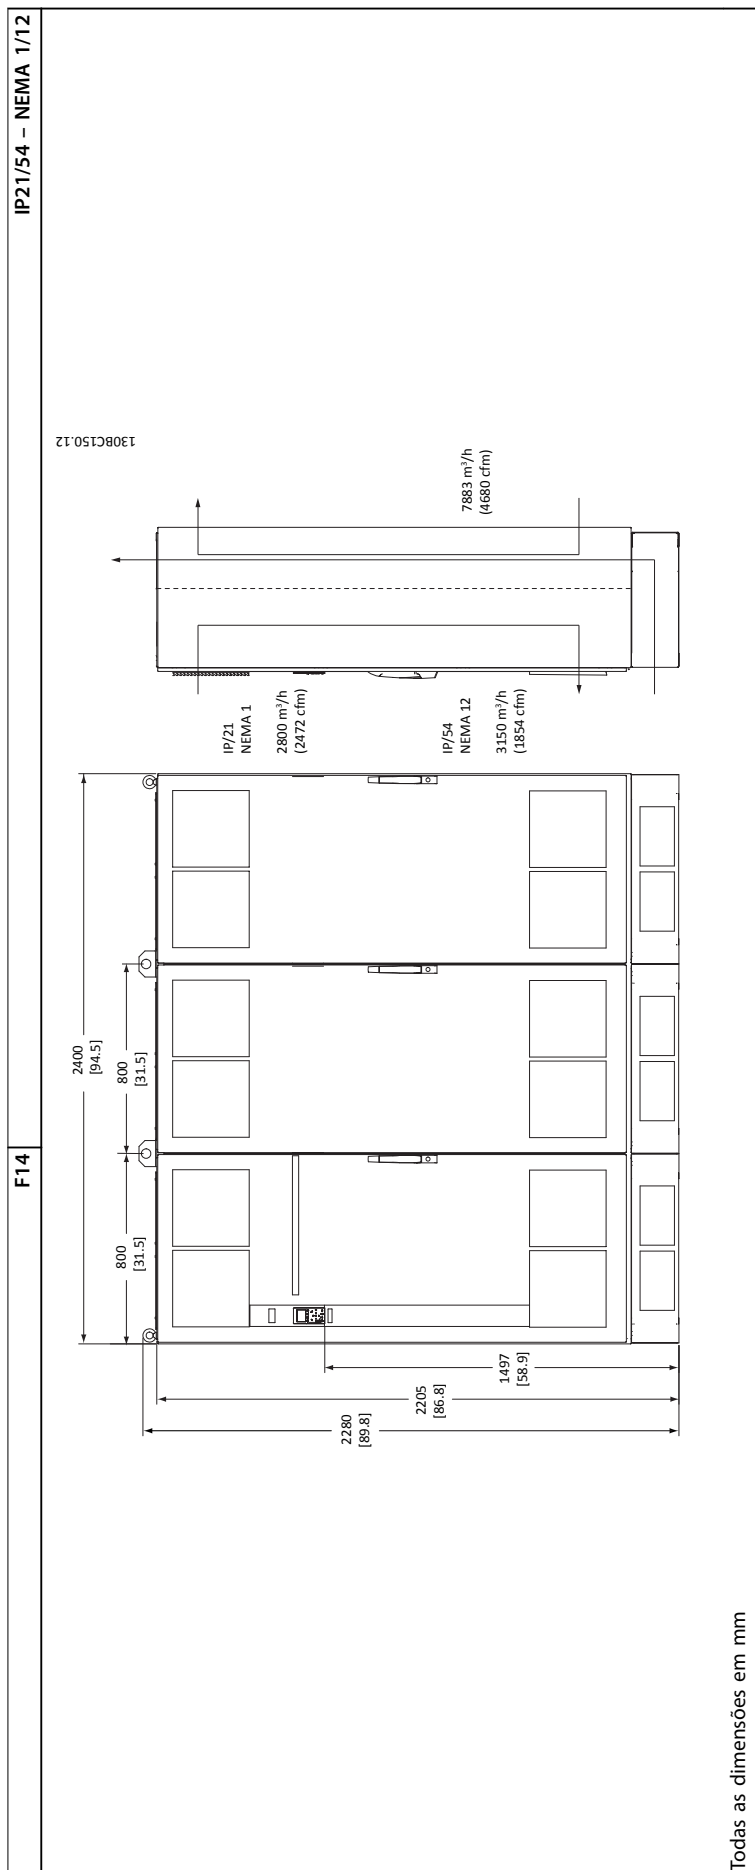 F14
IP21/54 – NEMA 1/12
130BC150.12
IP/21
NEMA 1
2800 m³/h
(2472 cfm)
IP/54
NEMA 12
3150 m³/h
(1854 cfm)
7883 m³/h
(4680 cfm)
2400
[94.5]
800
[31.5]
800
[31.5]
2280
[89.8]
2205
[86.8]
1497
[58.9]
Todas as dimensões em mm